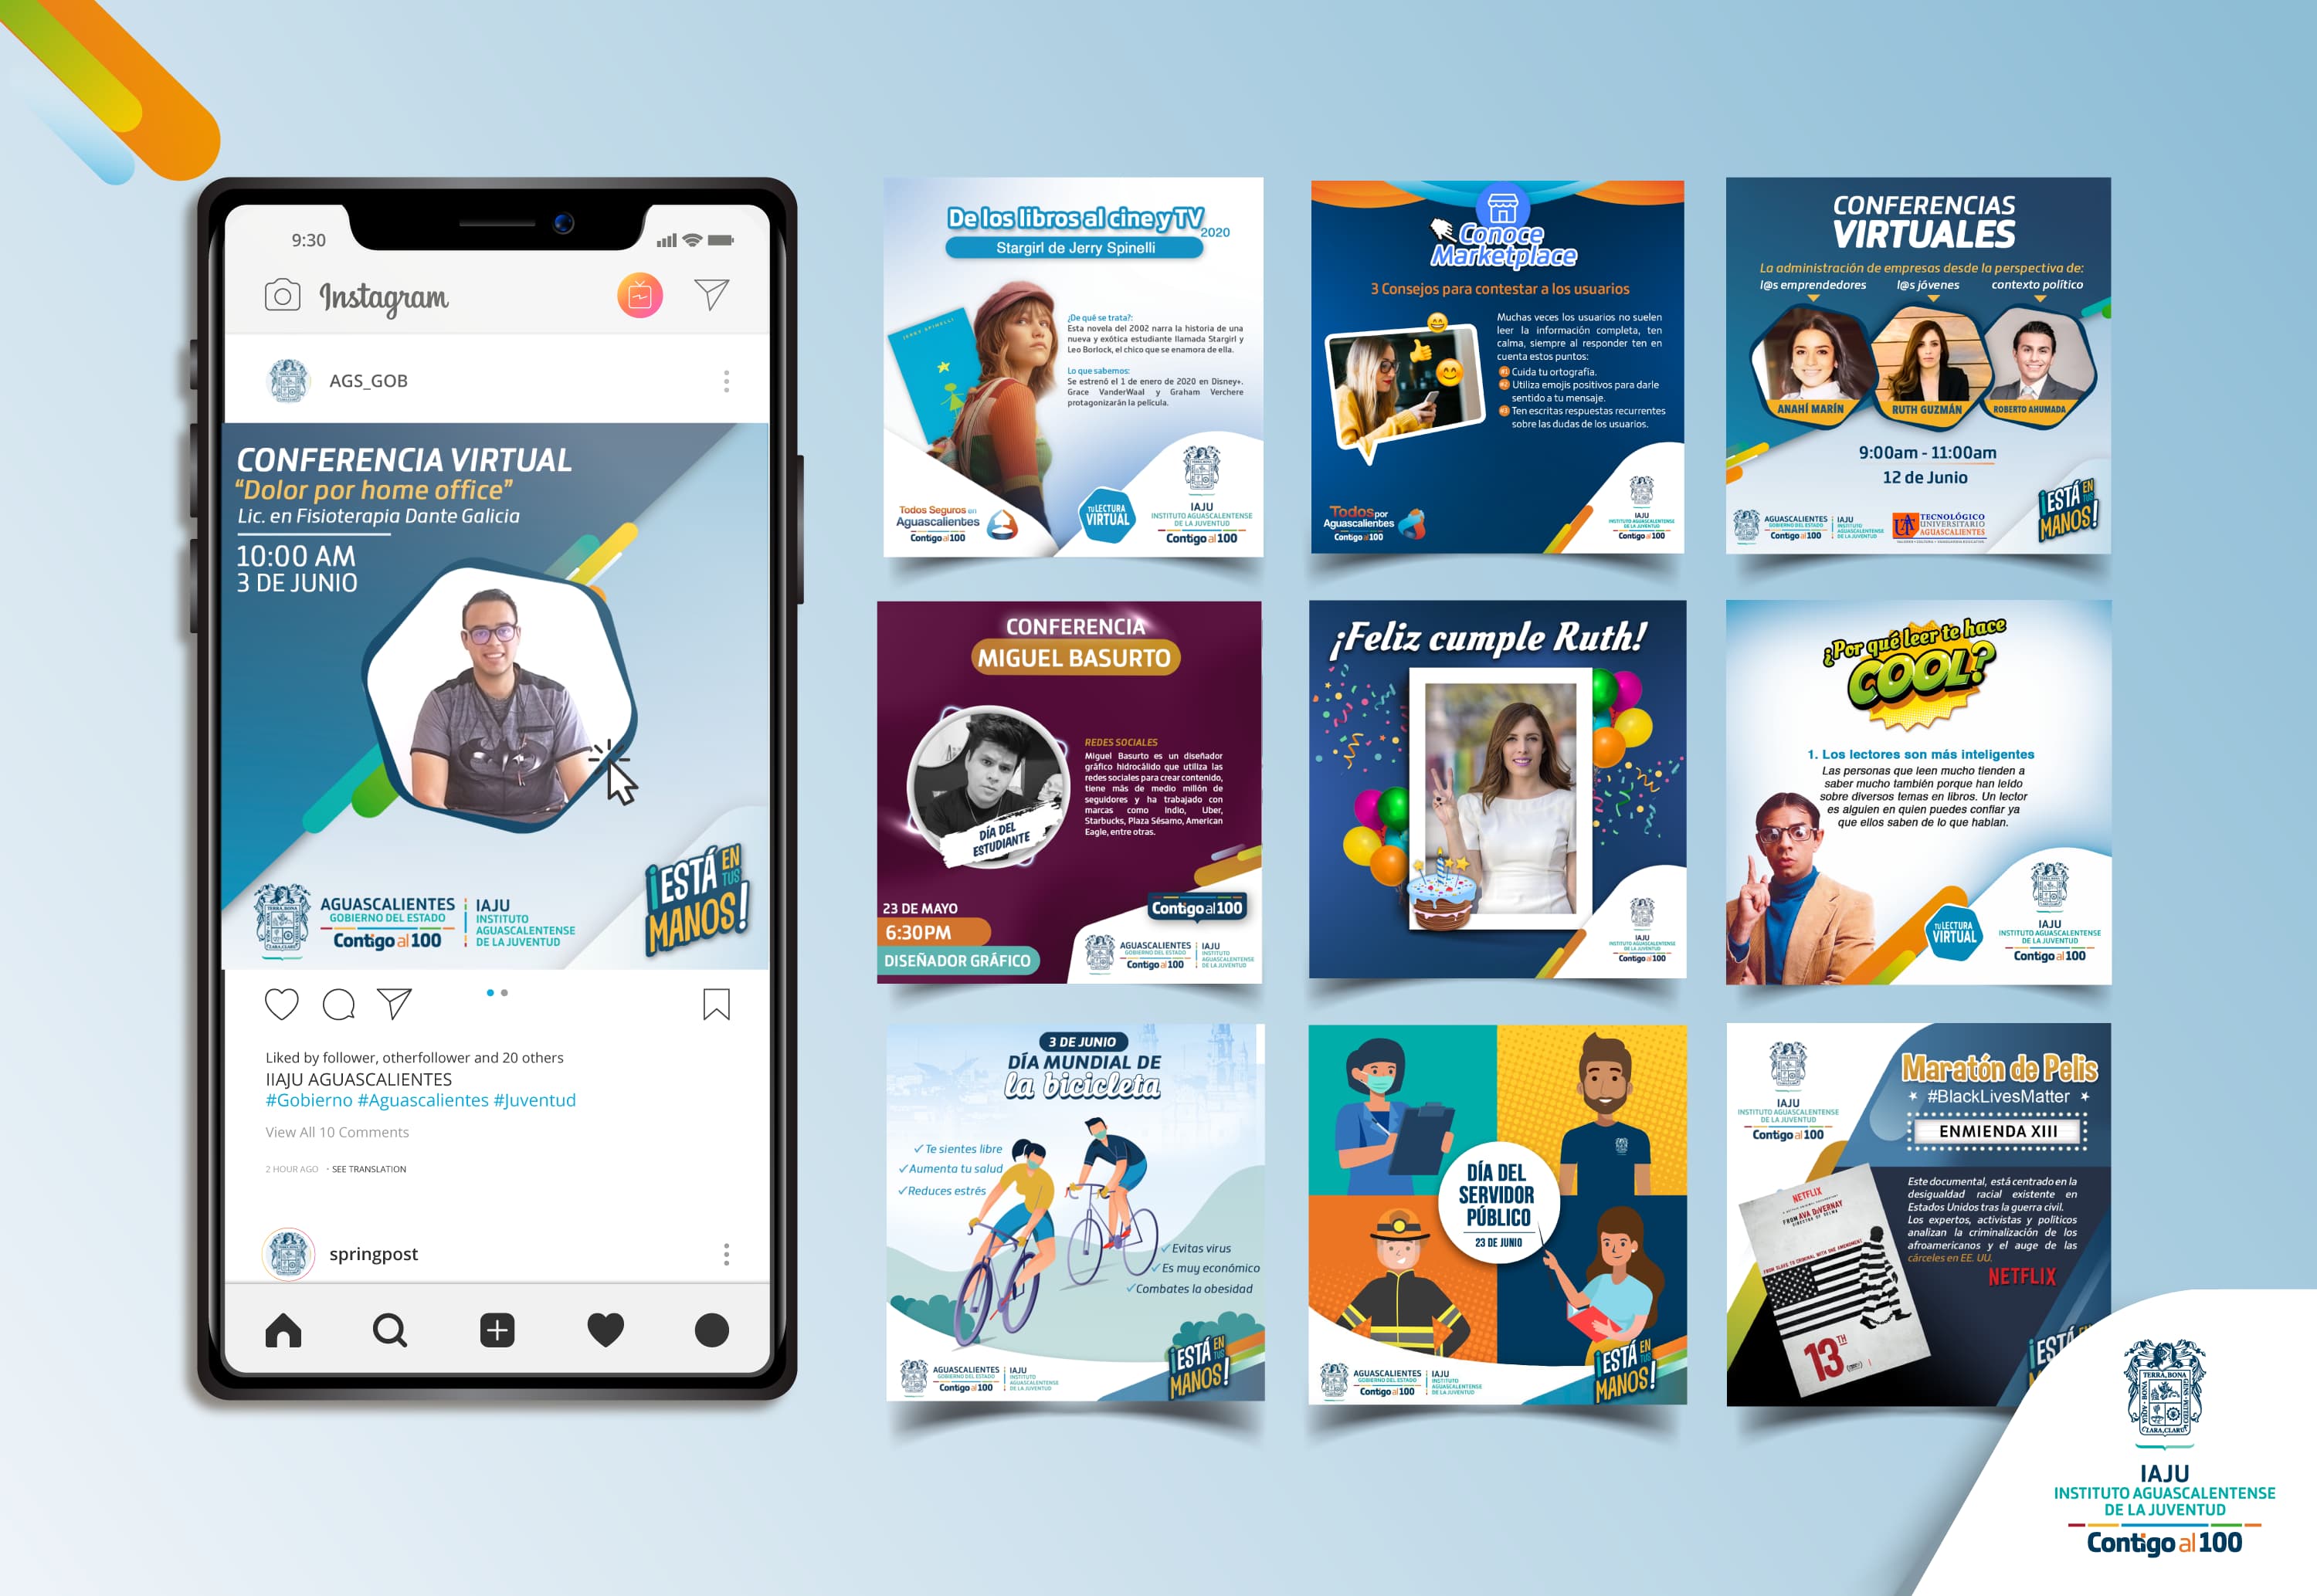 9:30
Instagram
AGS_GOB
CONFERENCIA VIRTUAL
"Dolor por home office"
Lic. en Fisioterapia Dante Galicia
10:00 AM
3 DE JUNIO
AGUASCALIENTES
GOBIERNO DEL ESTADO
Contigo al 100
IAJU
INSTITUTO
AGUASCALENTENSE
DE LA JUVENTUD
¡ESTÁ EN
TUS
MANOS!
Liked by follower, otherfollower and 20 others
IIAJU AGUASCALIENTES
#Gobierno #Aguascalientes #Juventud
View All 10 Comments
2 HOUR AGO · SEE TRANSLATION
springpost
De los libros al cine y TV
2020
Stargirl de Jerry Spinelli
JERRY SPINELLI
¿De qué se trata?:
Esta novela del 2002 narra la historia de una
nueva y exótica estudiante llamada Stargirl y
Leo Borlock, el chico que se enamora de ella.
Lo que sabemos:
Se estrenó el 1 de enero de 2020 en Disney+.
Grace VanderWaal y Graham Verchere
protagonizarán la película.
Todos Seguros en
Aguascalientes
Contigo al 100
TU LECTURA
VIRTUAL
IAJU
INSTITUTO AGUASCALENTENSE
DE LA JUVENTUD
Contigo al 100
Conoce
Marketplace
3 Consejos para contestar a los usuarios
Muchas veces los usuarios no suelen
leer la información completa, ten
calma, siempre al responder ten en
cuenta estos puntos:
#1 Cuida tu ortografía.
#2 Utiliza emojis positivos para darle
sentido a tu mensaje.
#3 Ten escritas respuestas recurrentes
sobre las dudas de los usuarios.
Todos por
Aguascalientes
Contigo al 100
IAJU
INSTITUTO AGUASCALENTENSE
DE LA JUVENTUD
Contigo al 100
CONFERENCIAS
VIRTUALES
La administración de empresas desde la perspectiva de:
l@s emprendedores l@s jóvenes contexto político
ANAHÍ MARÍN RUTH GUZMÁN ROBERTO AHUMADA
9:00am - 11:00am
12 de Junio
AGUASCALIENTES
GOBIERNO DEL ESTADO
Contigo al 100
IAJU
INSTITUTO
AGUASCALENTENSE
DE LA JUVENTUD
TECNOLÓGICO
UNIVERSITARIO
AGUASCALIENTES
¡ESTÁ EN
TUS
MANOS!
CONFERENCIA
MIGUEL BASURTO
DÍA DEL
ESTUDIANTE
REDES SOCIALES
Miguel Basurto es un diseñador
gráfico hidrocálido que utiliza las
redes sociales para crear contenido,
tiene más de medio millón de
seguidores y ha trabajado con
marcas como Indio, Uber,
Starbucks, Plaza Sésamo, American
Eagle, entre otras.
23 DE MAYO
6:30PM
DISEÑADOR GRÁFICO
Contigo al 100
AGUASCALIENTES
GOBIERNO DEL ESTADO
Contigo al 100
IAJU
INSTITUTO
AGUASCALENTENSE
DE LA JUVENTUD
¡Feliz cumple Ruth!
IAJU
INSTITUTO AGUASCALENTENSE
DE LA JUVENTUD
Contigo al 100
¿Por qué leer te hace
COOL?
1. Los lectores son más inteligentes
Las personas que leen mucho tienden a
saber mucho también porque han leído
sobre diversos temas en libros. Un lector
es alguien en quien puedes confiar ya
que ellos saben de lo que hablan.
TU LECTURA
VIRTUAL
IAJU
INSTITUTO AGUASCALENTENSE
DE LA JUVENTUD
Contigo al 100
3 DE JUNIO
DÍA MUNDIAL DE
la bicicleta
✓Te sientes libre
✓Aumenta tu salud
✓Reduces estrés
✓Evitas virus
✓Es muy económico
✓Combates la obesidad
AGUASCALIENTES
GOBIERNO DEL ESTADO
Contigo al 100
IAJU
INSTITUTO
AGUASCALENTENSE
DE LA JUVENTUD
¡ESTÁ EN
TUS
MANOS!
DÍA DEL
SERVIDOR
PÚBLICO
23 DE JUNIO
AGUASCALIENTES
GOBIERNO DEL ESTADO
Contigo al 100
IAJU
INSTITUTO
AGUASCALENTENSE
DE LA JUVENTUD
¡ESTÁ EN
TUS
MANOS!
IAJU
INSTITUTO AGUASCALENTENSE
DE LA JUVENTUD
Contigo al 100
Maratón de Pelis
#BlackLivesMatter
ENMIENDA XIII
NETFLIX
FROM AVA DuVERNAY
DIRECTOR OF SELMA
FROM SLAVE TO CRIMINAL WITH ONE AMENDMENT
13TH
Este documental, está centrado en la
desigualdad racial existente en
Estados Unidos tras la guerra civil.
Los expertos, activistas y políticos
analizan la criminalización de los
afroamericanos y el auge de las
cárceles en EE. UU.
NETFLIX
¡ESTÁ
TERRA, BONA
GENS
AQUA
CLARA, CLARUM
IAJU
INSTITUTO AGUASCALENTENSE
DE LA JUVENTUD
Contigo al 100